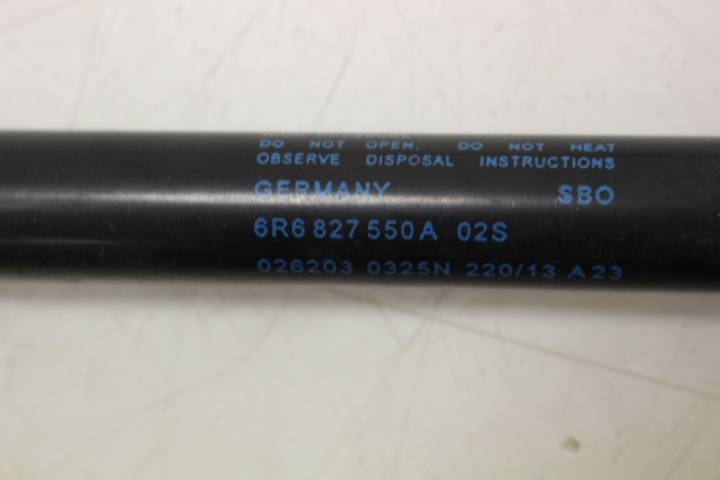 DO NOT OPEN. DO NOT HEAT
OBSERVE DISPOSAL INSTRUCTIONS
GERMANY SBO
6R6 827 550A 02S
026203 0325N 220/13 A23